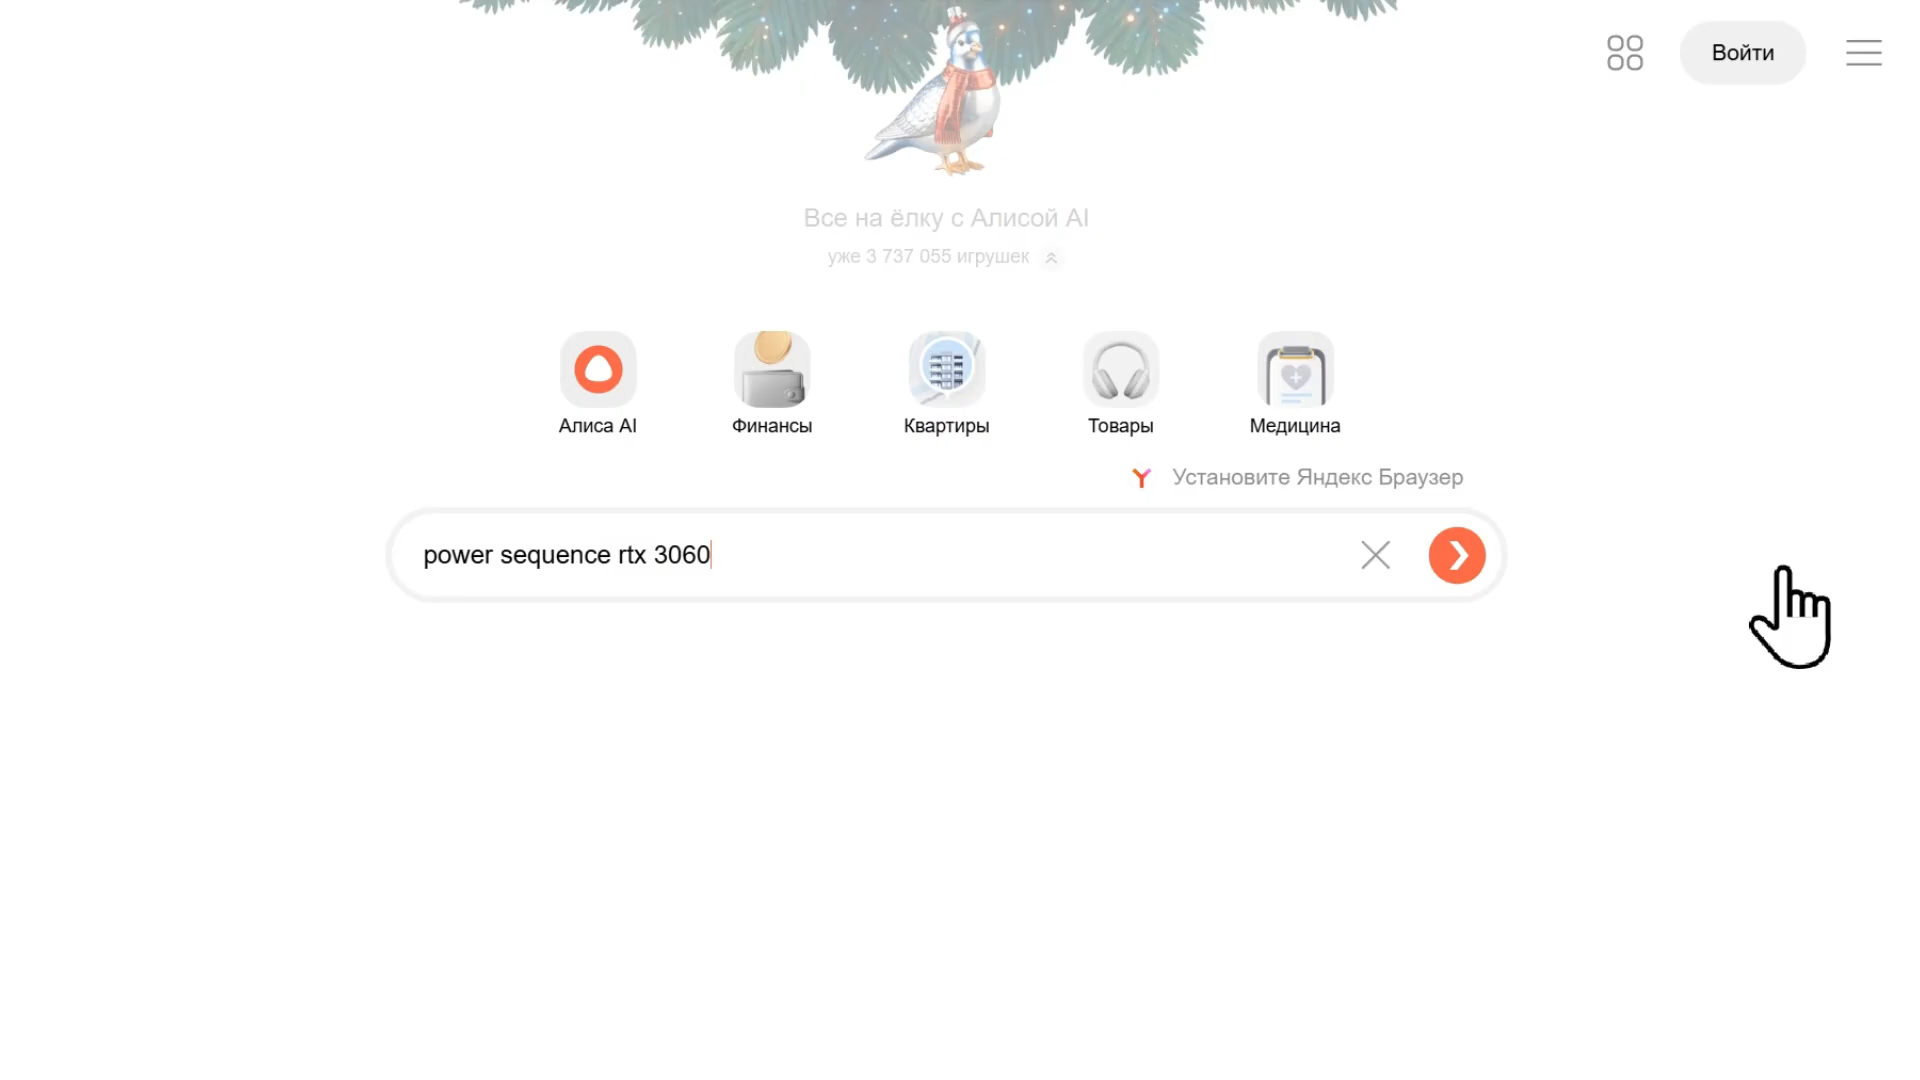 Войти
Все на ёлку с Алисой AI
уже 3 737 055 игрушек
Алиса AI
Финансы
Квартиры
Товары
Медицина
Установите Яндекс Браузер
power sequence rtx 3060